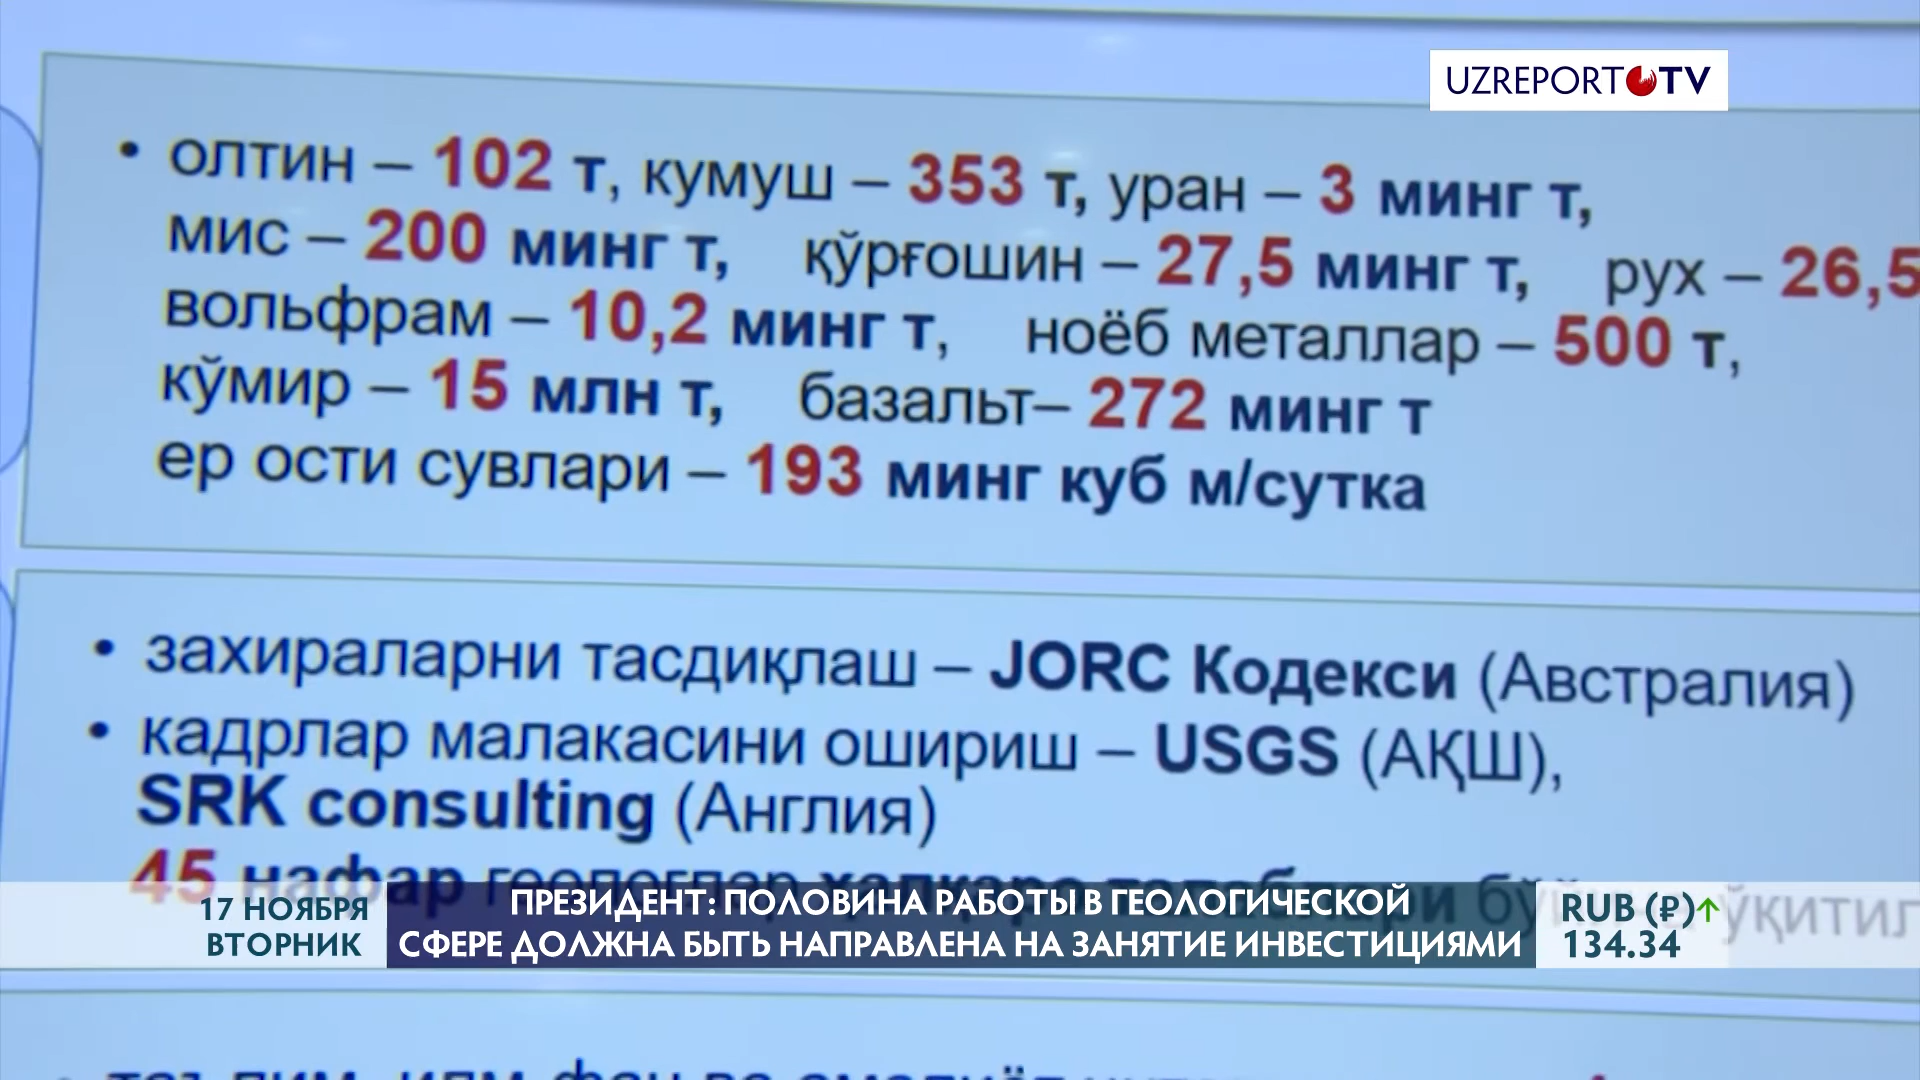 UZREPORT TV
• олтин – 102 т, кумуш – 353 т, уран – 3 минг т,
мис – 200 минг т, қўрғошин – 27,5 минг т, рух – 26,5
вольфрам – 10,2 минг т, ноёб металлар – 500 т,
кўмир – 15 млн т, базальт– 272 минг т
ер ости сувлари – 193 минг куб м/сутка
• захираларни тасдиқлаш – JORC Кодекси (Австралия)
• кадрлар малакасини ошириш – USGS (АҚШ),
SRK consulting (Англия)
45 нафар геологлар
17 НОЯБРЯ
ВТОРНИК
ПРЕЗИДЕНТ: ПОЛОВИНА РАБОТЫ В ГЕОЛОГИЧЕСКОЙ
СФЕРЕ ДОЛЖНА БЫТЬ НАПРАВЛЕНА НА ЗАНЯТИЕ ИНВЕСТИЦИЯМИ
RUB (₽)↑
134.34